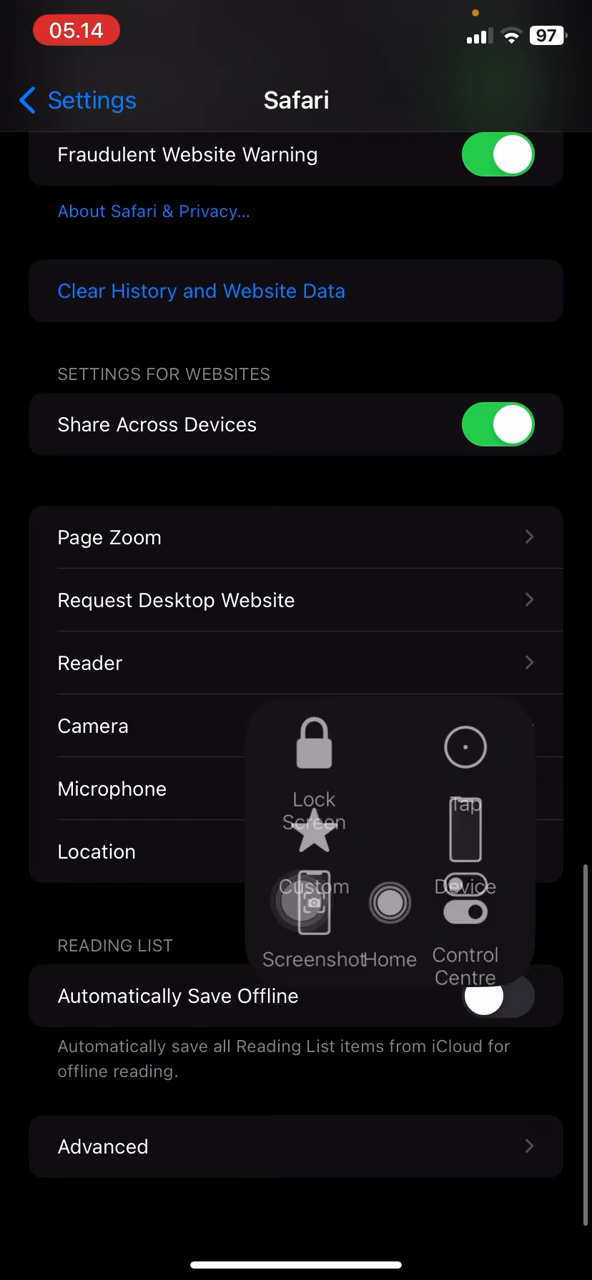 05.14
97
Settings
Safari
Fraudulent Website Warning
About Safari & Privacy...
Clear History and Website Data
SETTINGS FOR WEBSITES
Share Across Devices
Page Zoom
Request Desktop Website
Reader
Camera
Microphone
Location
Lock
Screen
Tap
Custom
Device
Screenshot
Home
Control
Centre
READING LIST
Automatically Save Offline
Automatically save all Reading List items from iCloud for
offline reading.
Advanced